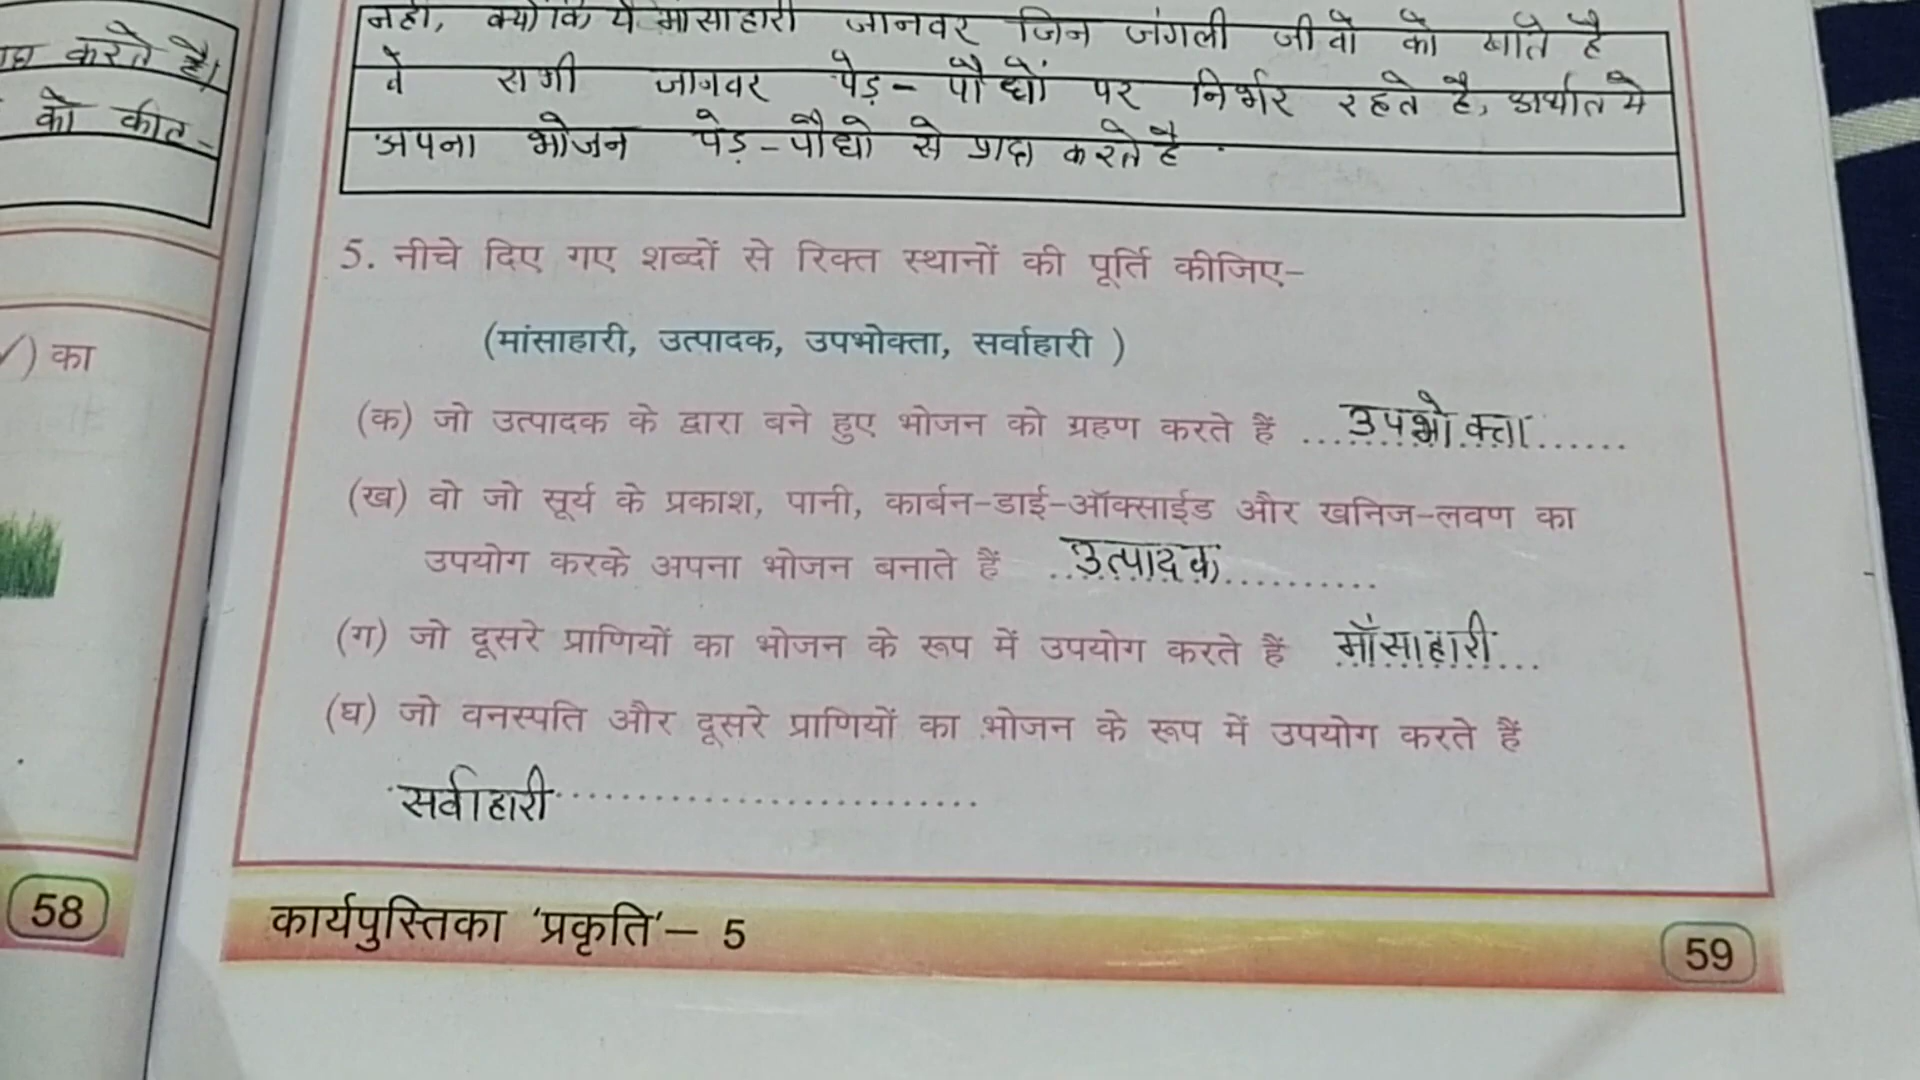 नही, क्योकि ये मांसाहारी जानवर जिन जंगली जीवो को खाते है
करते है।
वे सभी जानवर पेड़-पौधों पर निर्भर रहते है, अर्थात मे
को कीट-
अपना भोजन पेड़-पौधो से प्राप्त करते है
5. नीचे दिए गए शब्दों से रिक्त स्थानों की पूर्ति कीजिए-
(मांसाहारी, उत्पादक, उपभोक्ता, सर्वाहारी )
✓) का
(क) जो उत्पादक के द्वारा बने हुए भोजन को ग्रहण करते हैं ...उपभोक्ता......
(ख) वो जो सूर्य के प्रकाश, पानी, कार्बन-डाई-ऑक्साईड और खनिज-लवण का
उपयोग करके अपना भोजन बनाते हैं ..उत्पादक..........
(ग) जो दूसरे प्राणियों का भोजन के रूप में उपयोग करते हैं माँसाहारी...
(घ) जो वनस्पति और दूसरे प्राणियों का भोजन के रूप में उपयोग करते हैं
सर्वाहारी..........................
58
कार्यपुस्तिका 'प्रकृति'- 5
59